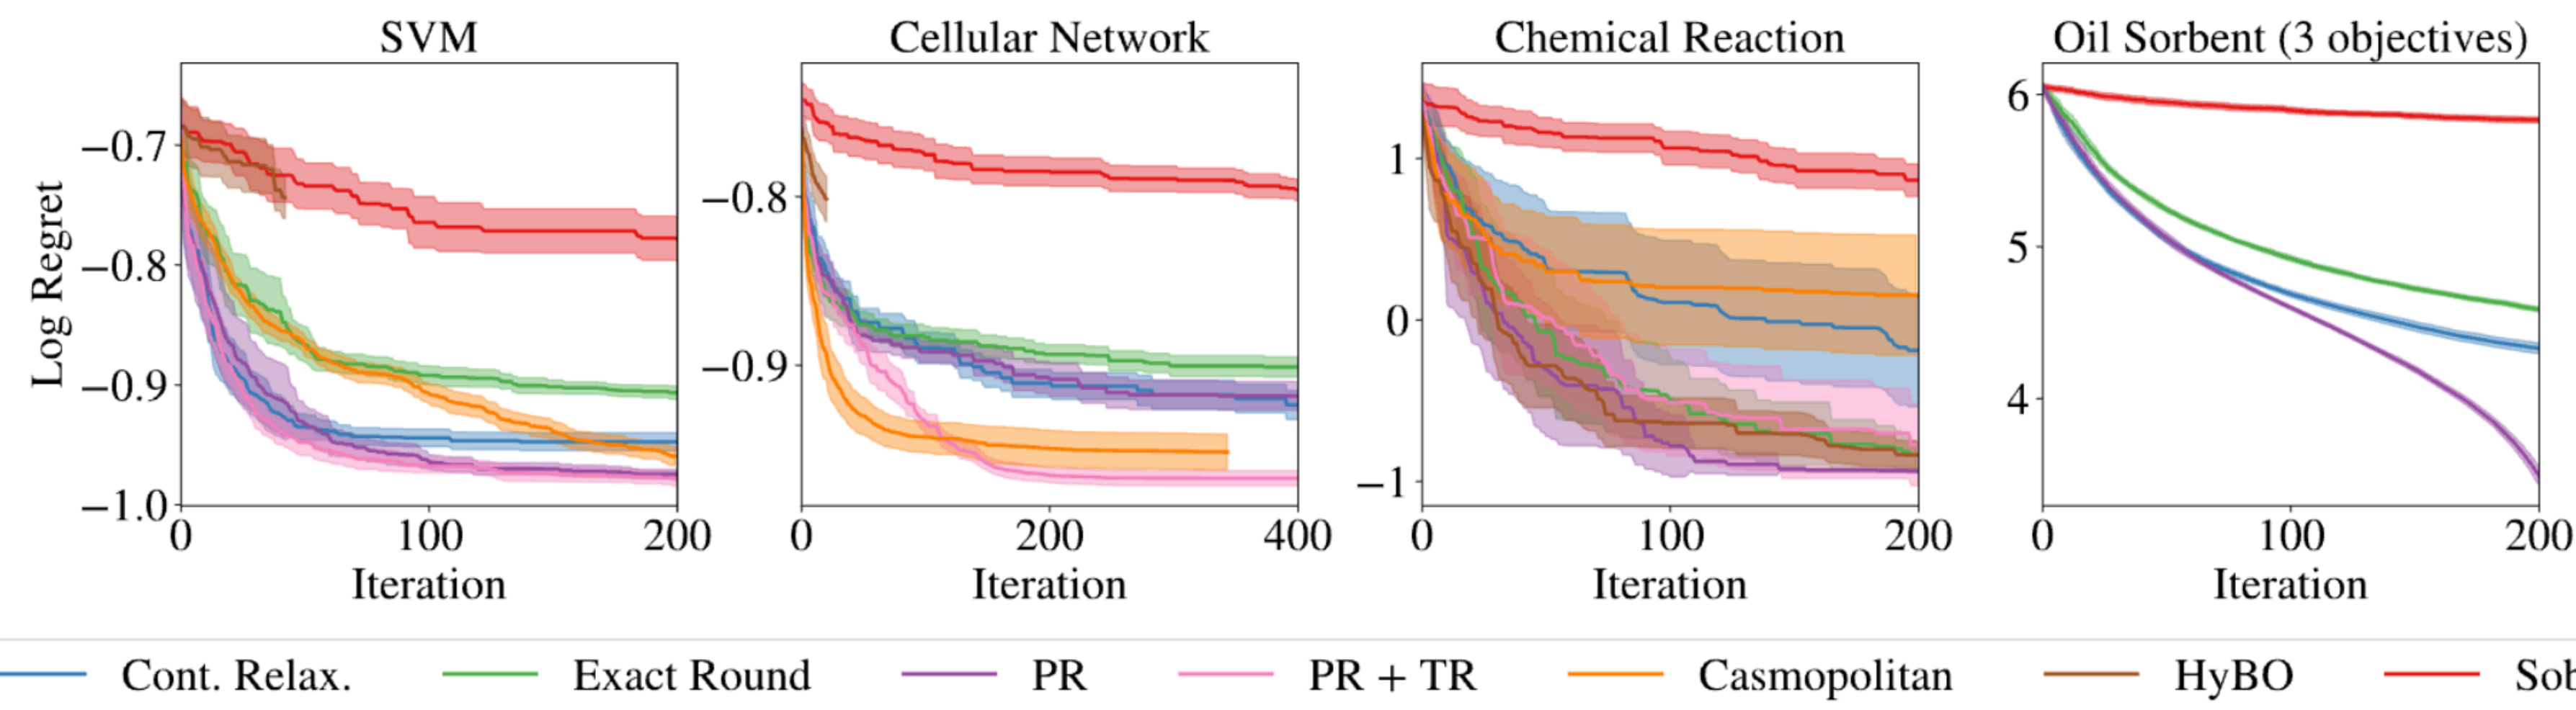 SVM Cellular Network Chemical Reaction Oil Sorbent (3 objectives)
Log Regret
−0.7
−0.8
−0.9
−1.0
0 100 200
Iteration
−0.8
−0.9
0 200 400
Iteration
1
0
−1
0 100 200
Iteration
6
5
4
0 100 200
Iteration
Cont. Relax. Exact Round PR PR + TR Casmopolitan HyBO